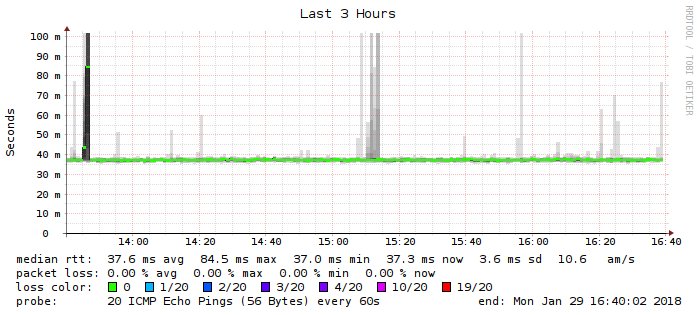 Last 3 Hours
RRDTOOL / TOBI OETIKER
Seconds
100 m
90 m
80 m
70 m
60 m
50 m
40 m
30 m
20 m
10 m
0
14:00 14:20 14:40 15:00 15:20 15:40 16:00 16:20 16:40
median rtt: 37.6 ms avg 84.5 ms max 37.0 ms min 37.3 ms now 3.6 ms sd 10.6 am/s
packet loss: 0.00 % avg 0.00 % max 0.00 % min 0.00 % now
loss color: 0 1/20 2/20 3/20 4/20 10/20 19/20
probe: 20 ICMP Echo Pings (56 Bytes) every 60s end: Mon Jan 29 16:40:02 2018